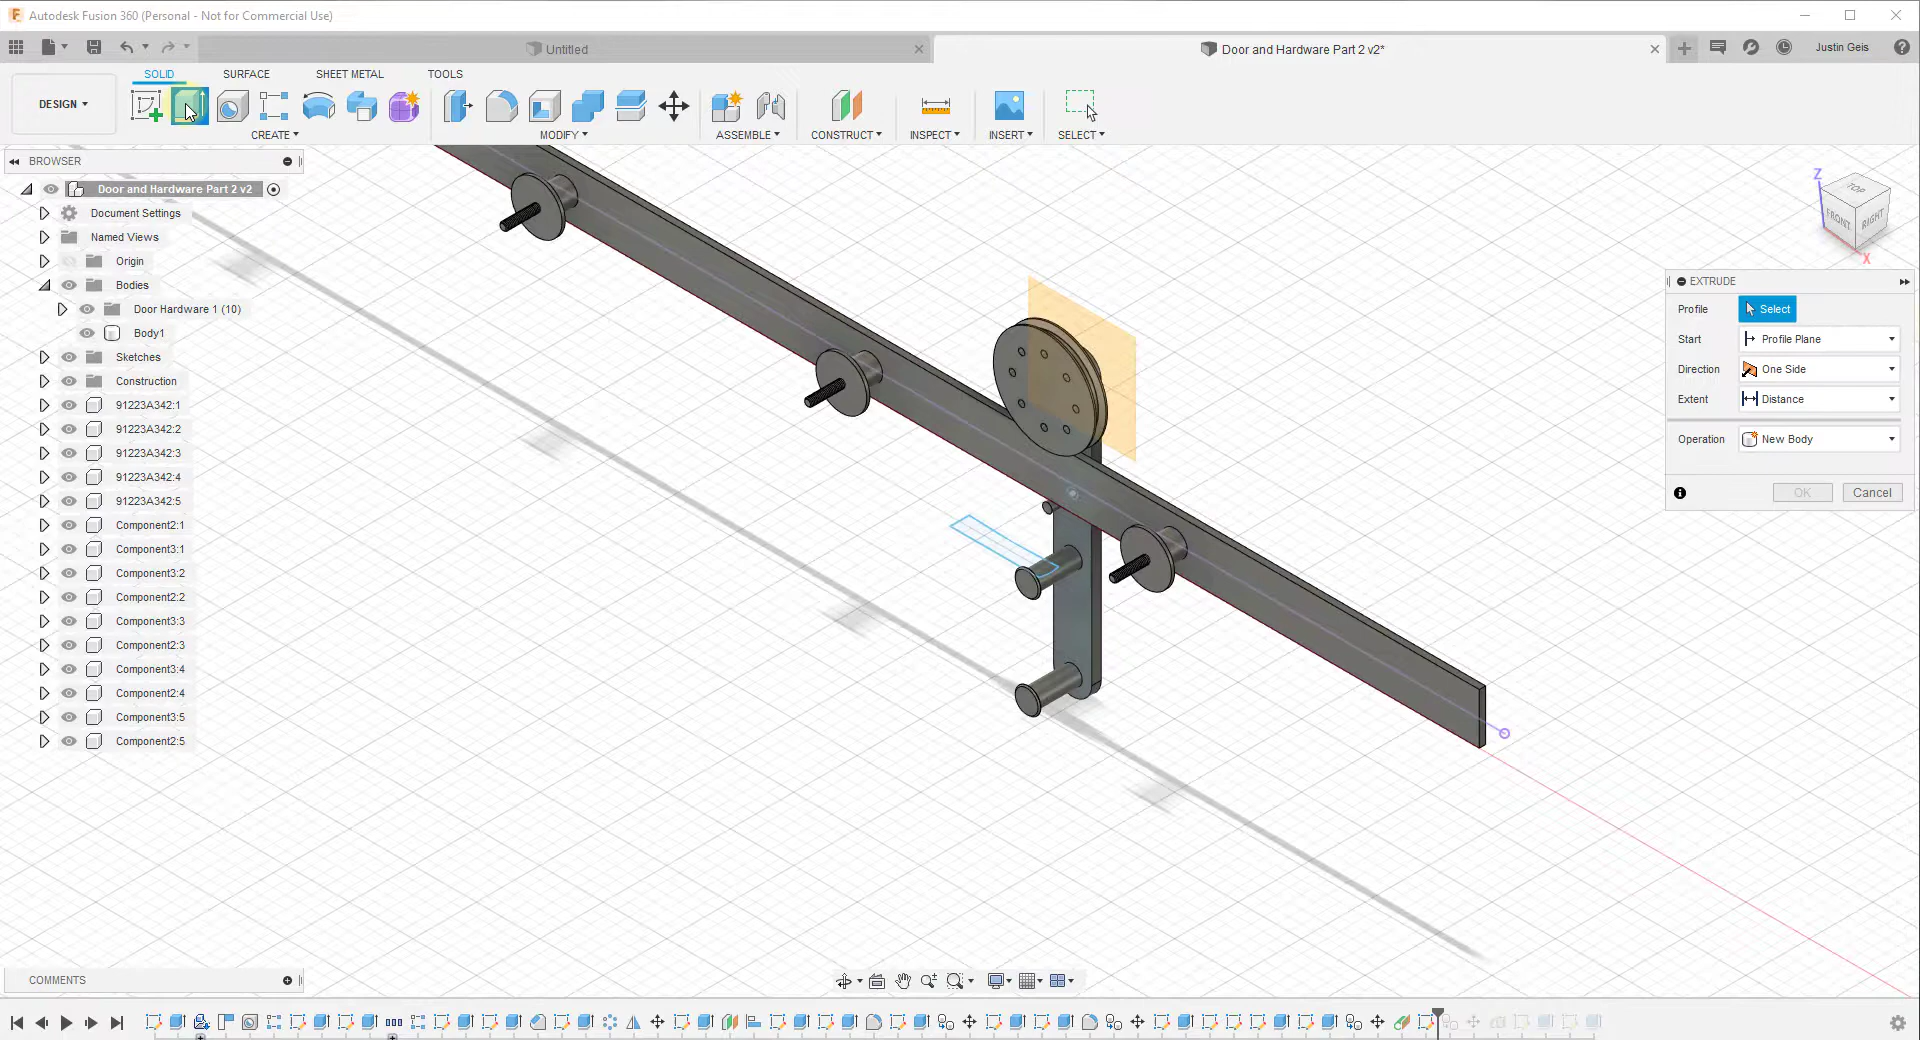 Autodesk Fusion 360 (Personal - Not for Commercial Use)
Untitled
Door and Hardware Part 2 v2*
Justin Geis
DESIGN
SOLID
SURFACE
SHEET METAL
TOOLS
CREATE
MODIFY
ASSEMBLE
CONSTRUCT
INSPECT
INSERT
SELECT
BROWSER
Door and Hardware Part 2 v2
Document Settings
Named Views
Origin
Bodies
Door Hardware 1 (10)
Body1
Sketches
Construction
91223A342:1
91223A342:2
91223A342:3
91223A342:4
91223A342:5
Component2:1
Component3:1
Component3:2
Component2:2
Component3:3
Component2:3
Component3:4
Component2:4
Component3:5
Component2:5
Z
TOP
FRONT
RIGHT
X
EXTRUDE
Profile
Select
Start
Profile Plane
Direction
One Side
Extent
Distance
Operation
New Body
OK
Cancel
COMMENTS